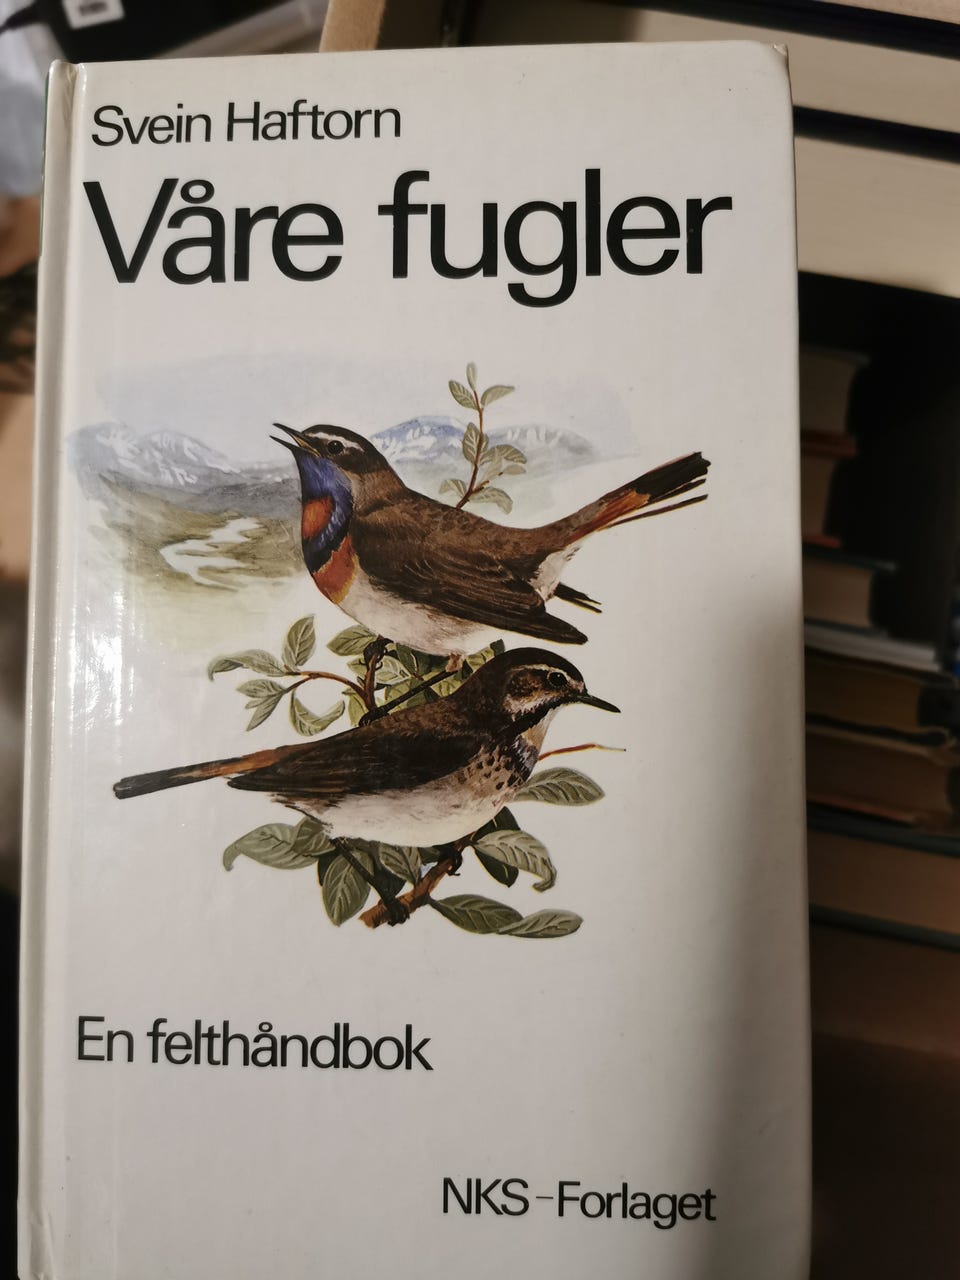 Svein Haftorn
Våre fugler
En felthåndbok
NKS-Forlaget